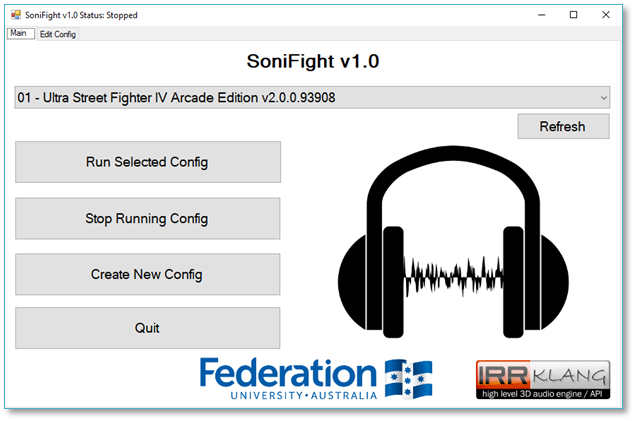 SoniFight v1.0 Status: Stopped
Main Edit Config
SoniFight v1.0
01 - Ultra Street Fighter IV Arcade Edition v2.0.0.93908
Refresh
Run Selected Config
Stop Running Config
Create New Config
Quit
Federation
UNIVERSITY • AUSTRALIA
IRR KLANG
high level 3D audio engine / API